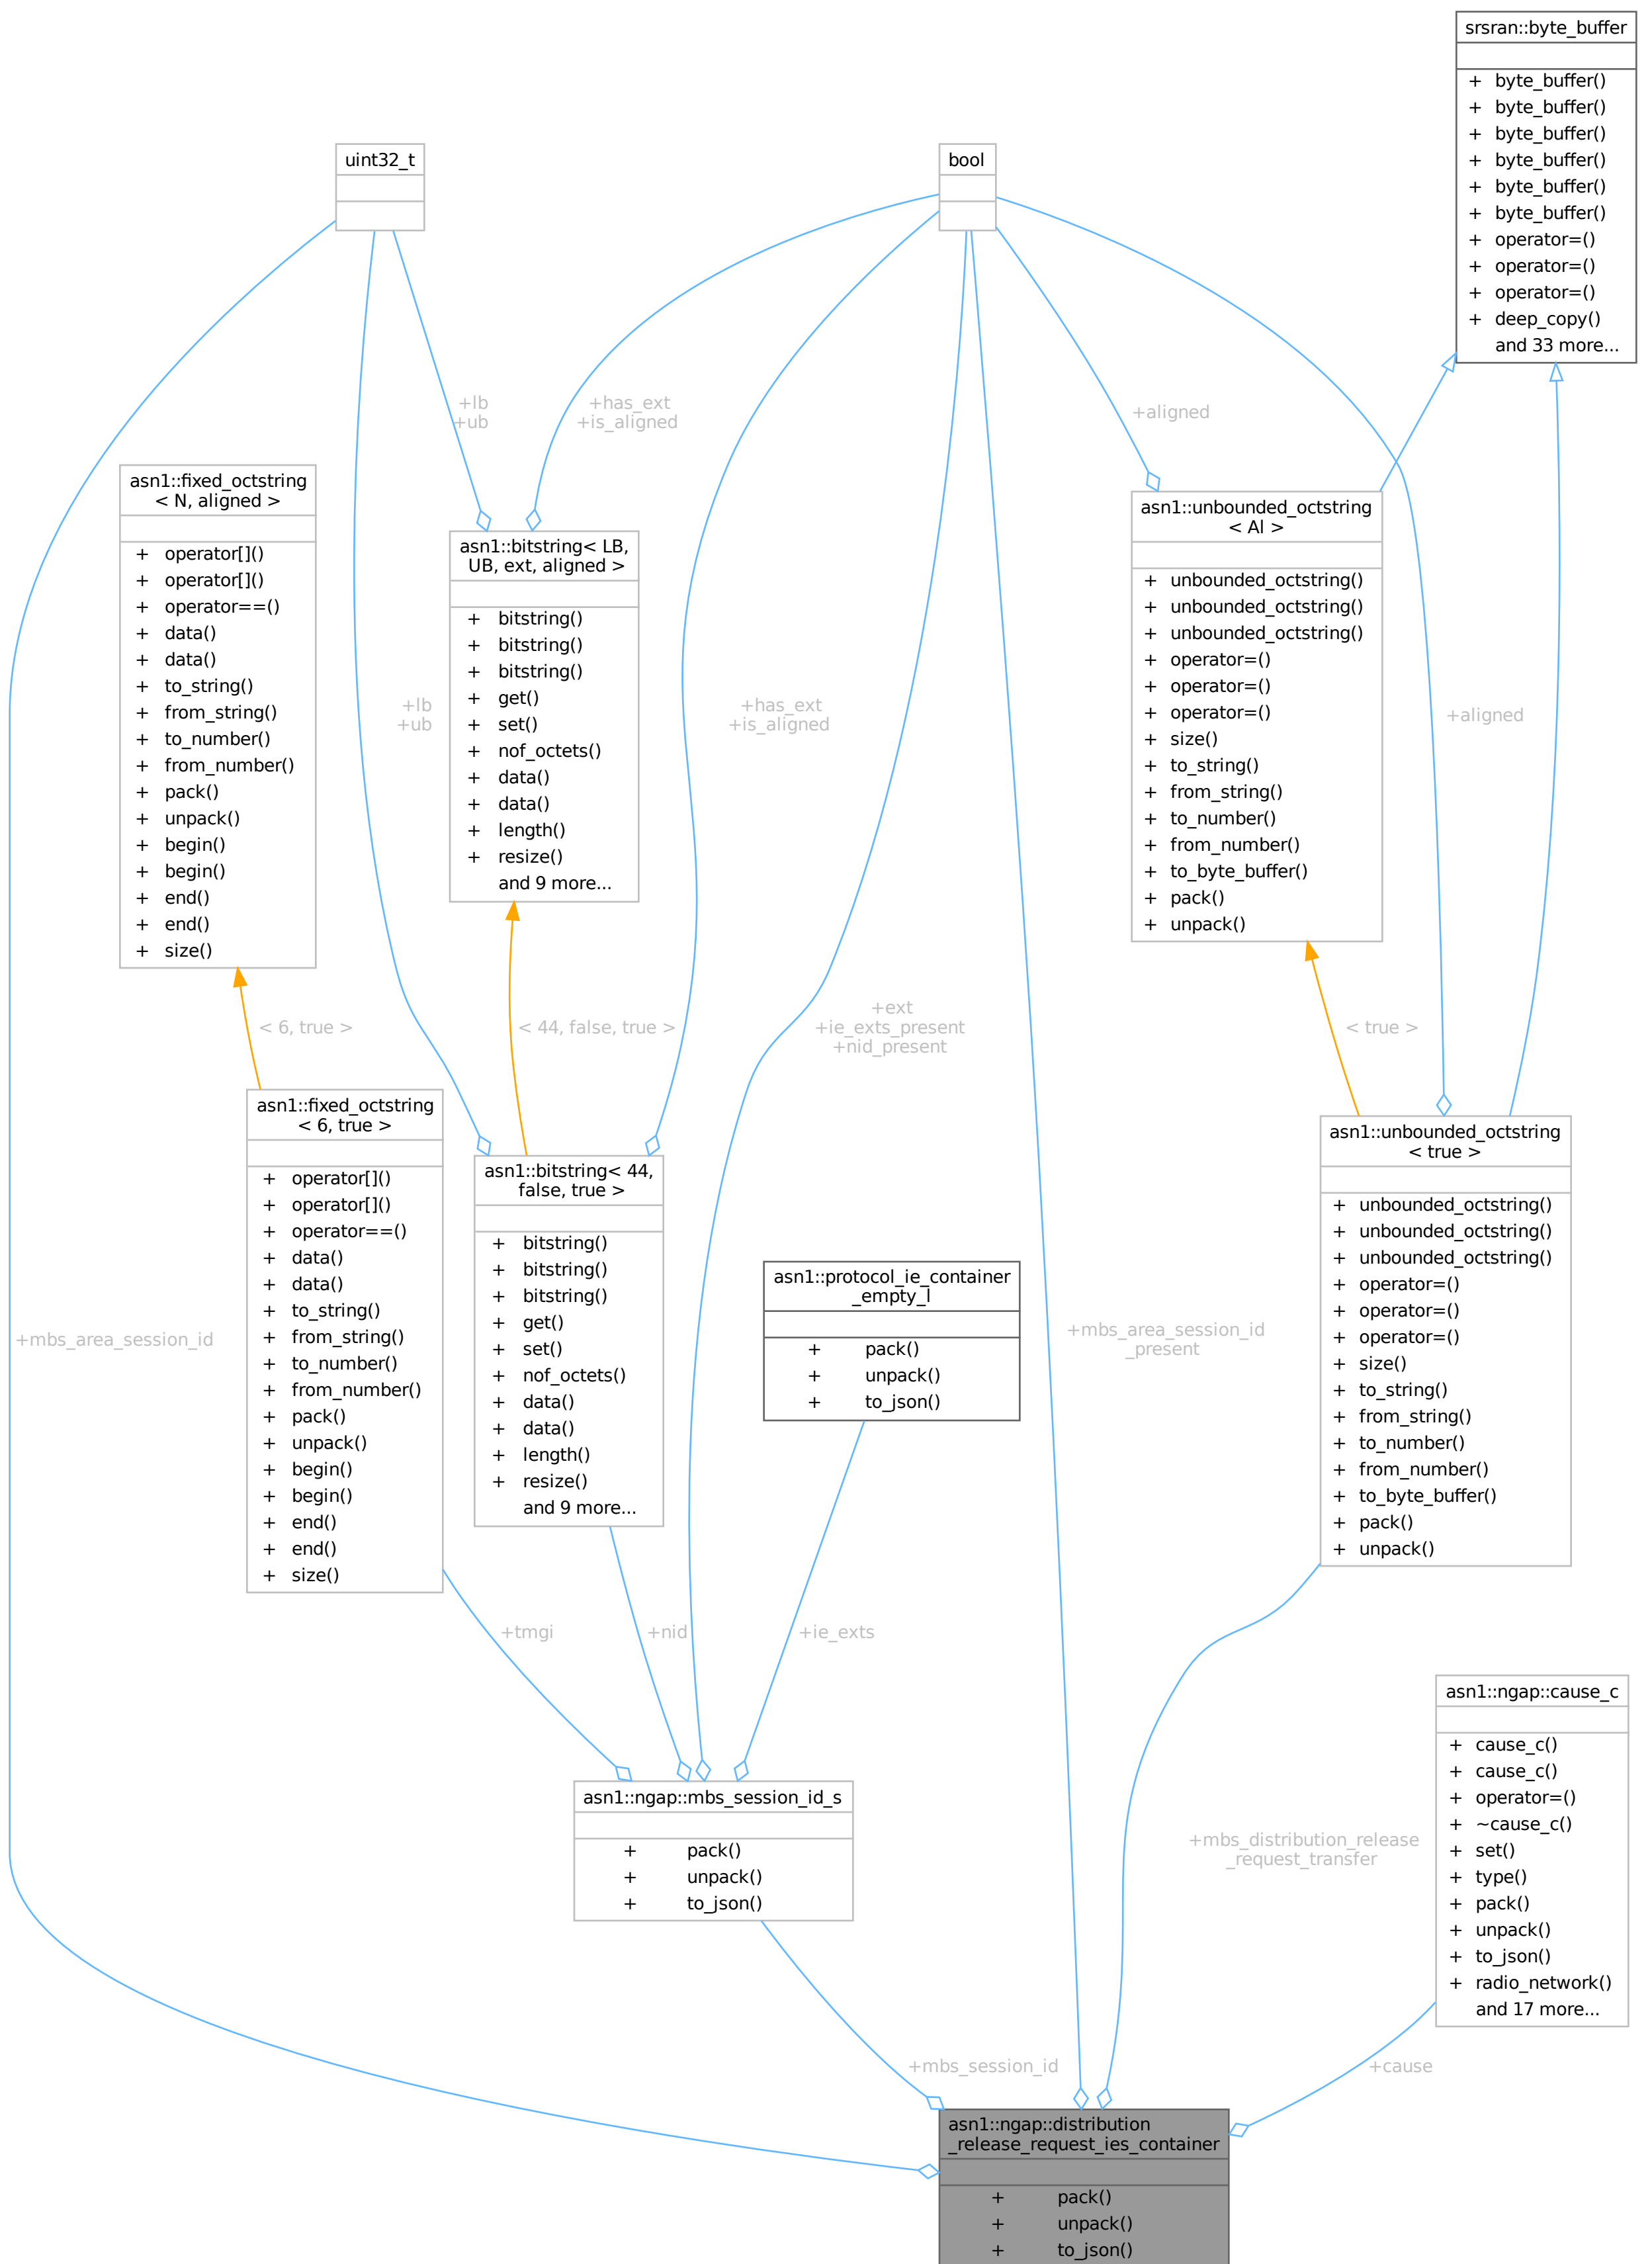 srsran::byte_buffer
+ byte_buffer()
+ byte_buffer()
+ byte_buffer()
+ byte_buffer()
+ byte_buffer()
+ byte_buffer()
+ operator=()
+ operator=()
+ operator=()
+ deep_copy()
and 33 more...
uint32_t
bool
+lb
+ub
+has_ext
+is_aligned
+aligned
asn1::fixed_octstring
< N, aligned >
+ operator[]()
+ operator[]()
+ operator==()
+ data()
+ data()
+ to_string()
+ from_string()
+ to_number()
+ from_number()
+ pack()
+ unpack()
+ begin()
+ begin()
+ end()
+ end()
+ size()
asn1::bitstring< LB,
UB, ext, aligned >
+ bitstring()
+ bitstring()
+ bitstring()
+ get()
+ set()
+ nof_octets()
+ data()
+ data()
+ length()
+ resize()
and 9 more...
asn1::unbounded_octstring
< Al >
+ unbounded_octstring()
+ unbounded_octstring()
+ unbounded_octstring()
+ operator=()
+ operator=()
+ operator=()
+ size()
+ to_string()
+ from_string()
+ to_number()
+ from_number()
+ to_byte_buffer()
+ pack()
+ unpack()
+lb
+ub
+has_ext
+is_aligned
+aligned
< 6, true >
< 44, false, true >
+ext
+ie_exts_present
+nid_present
< true >
asn1::fixed_octstring
< 6, true >
+ operator[]()
+ operator[]()
+ operator==()
+ data()
+ data()
+ to_string()
+ from_string()
+ to_number()
+ from_number()
+ pack()
+ unpack()
+ begin()
+ begin()
+ end()
+ end()
+ size()
asn1::bitstring< 44,
false, true >
+ bitstring()
+ bitstring()
+ bitstring()
+ get()
+ set()
+ nof_octets()
+ data()
+ data()
+ length()
+ resize()
and 9 more...
asn1::protocol_ie_container
_empty_l
+ pack()
+ unpack()
+ to_json()
asn1::unbounded_octstring
< true >
+ unbounded_octstring()
+ unbounded_octstring()
+ unbounded_octstring()
+ operator=()
+ operator=()
+ operator=()
+ size()
+ to_string()
+ from_string()
+ to_number()
+ from_number()
+ to_byte_buffer()
+ pack()
+ unpack()
+mbs_area_session_id
+mbs_area_session_id
_present
+tmgi
+nid
+ie_exts
asn1::ngap::mbs_session_id_s
+ pack()
+ unpack()
+ to_json()
+mbs_distribution_release
_request_transfer
asn1::ngap::cause_c
+ cause_c()
+ cause_c()
+ operator=()
+ ~cause_c()
+ set()
+ type()
+ pack()
+ unpack()
+ to_json()
+ radio_network()
and 17 more...
+mbs_session_id
+cause
asn1::ngap::distribution
_release_request_ies_container
+ pack()
+ unpack()
+ to_json()